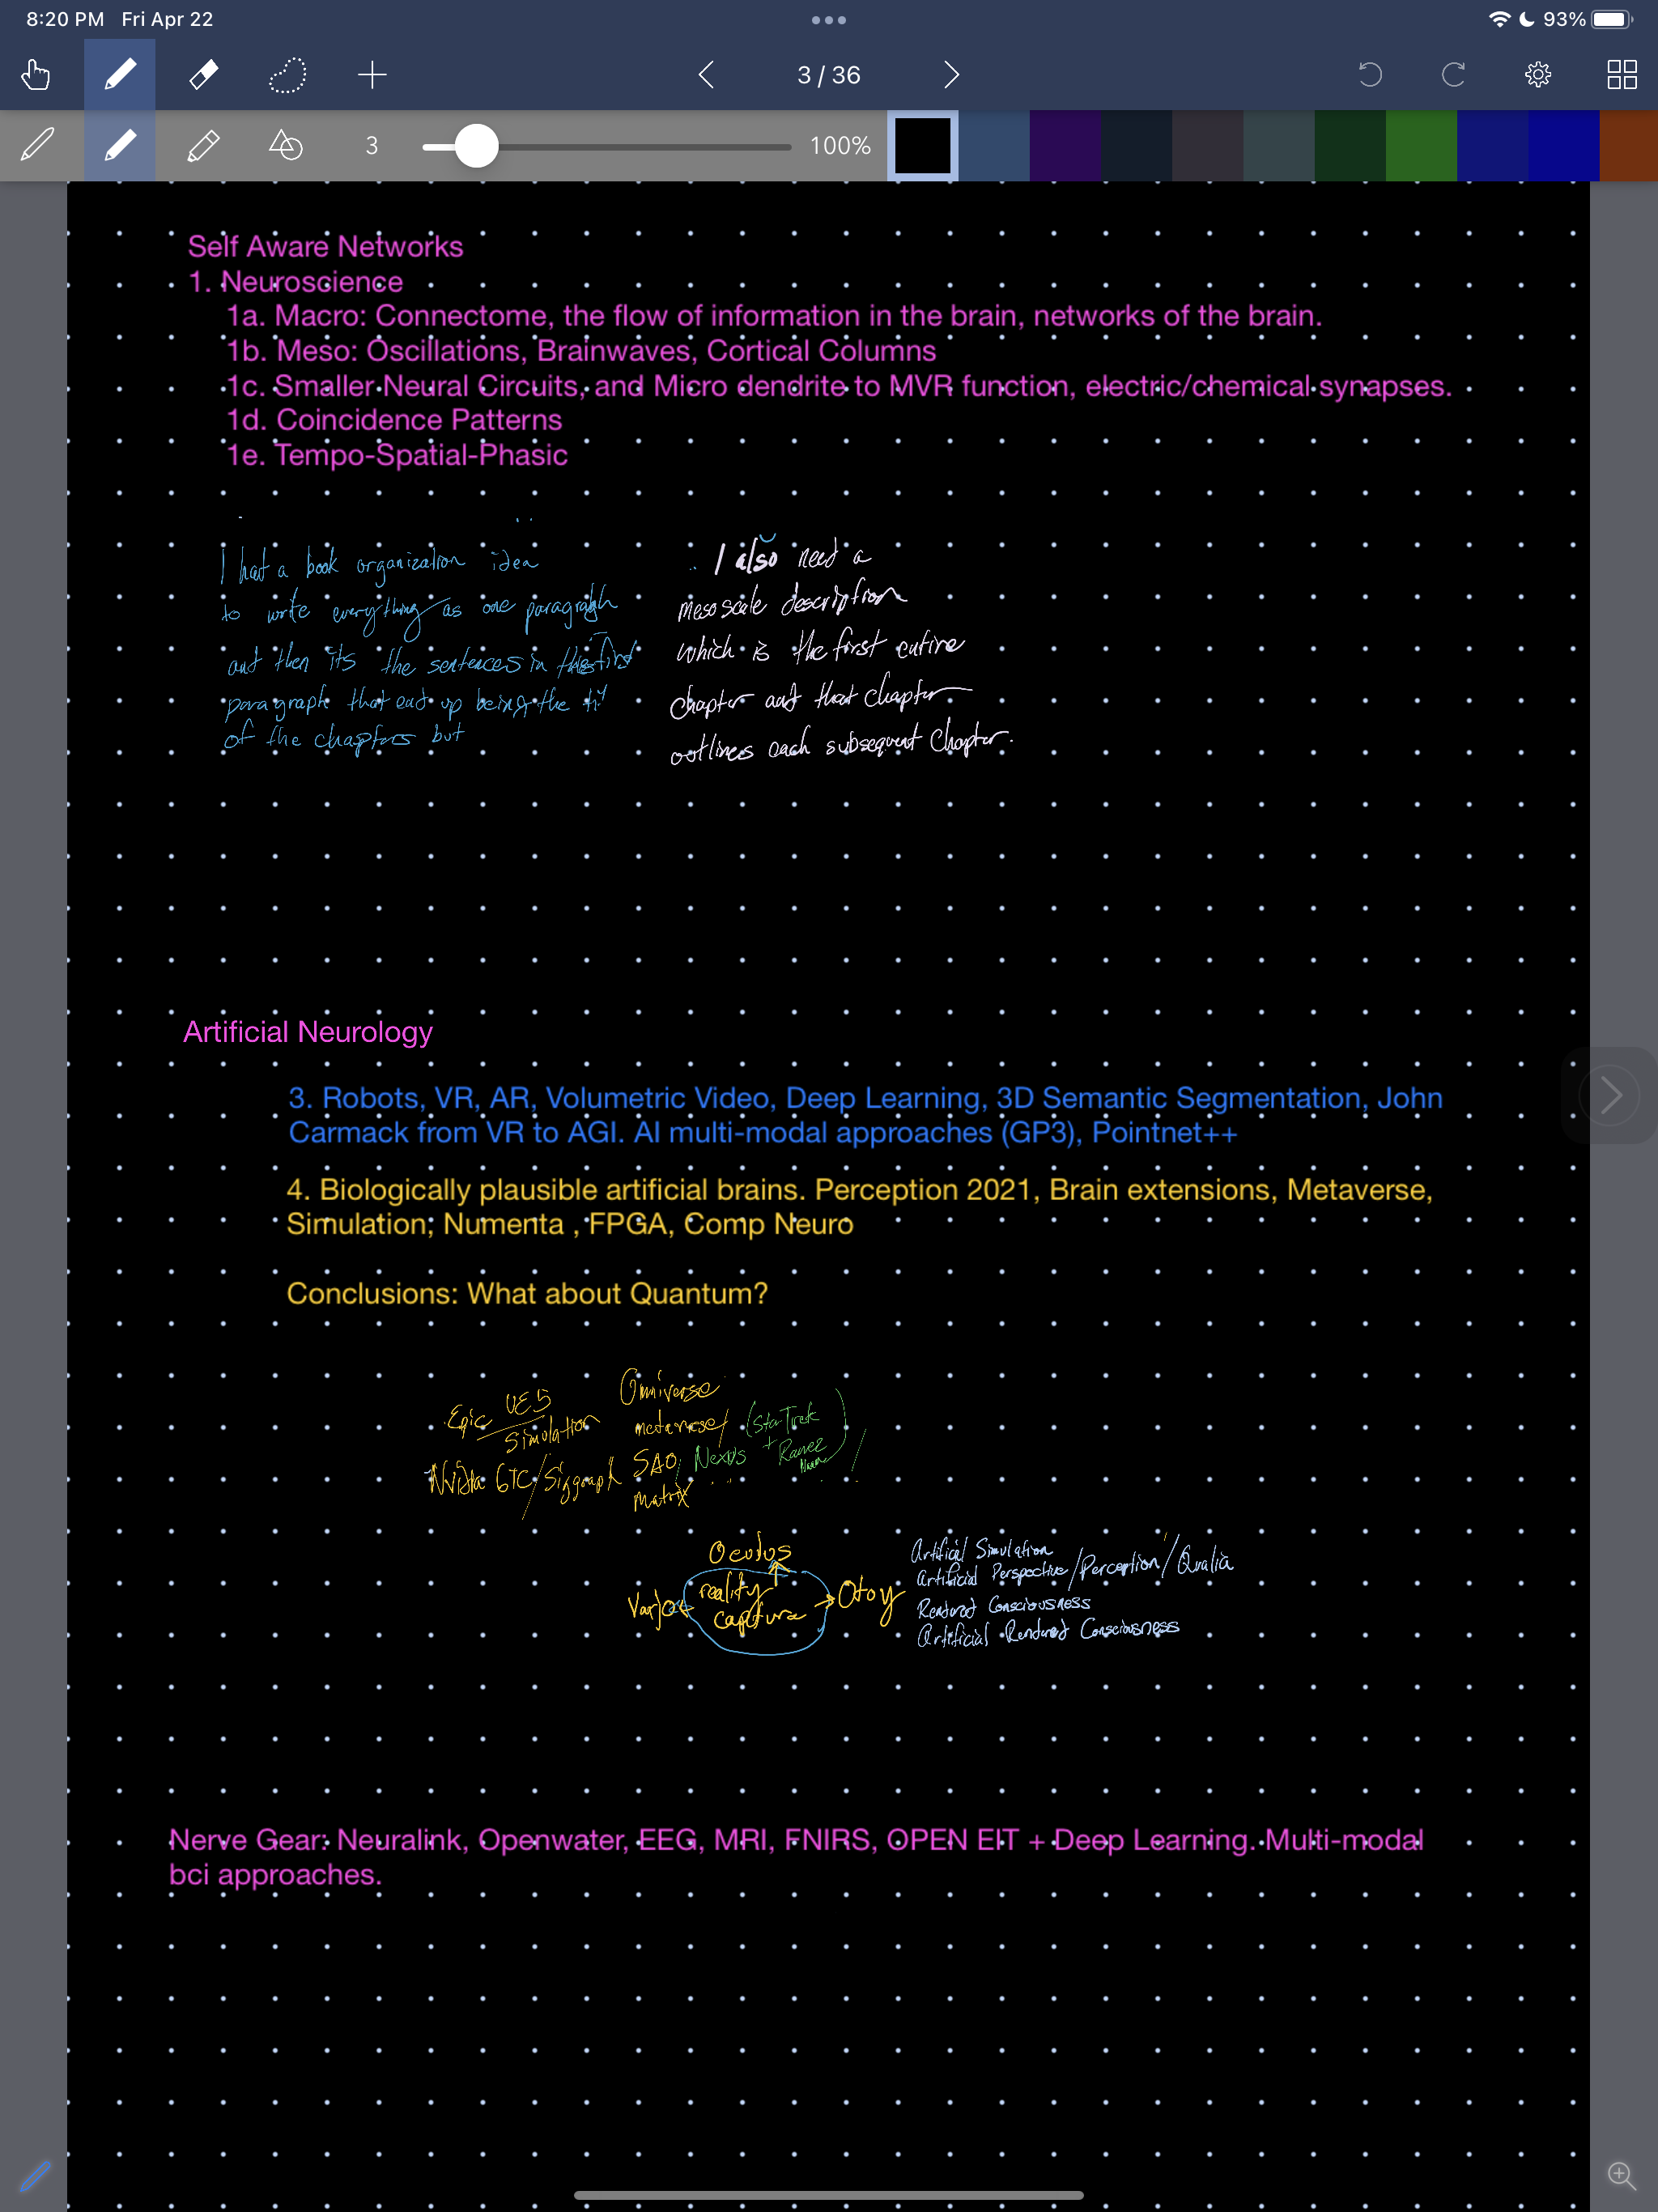 8:20 PM Fri Apr 22
93%
3 / 36
3
100%
Self Aware Networks
1. Neuroscience
1a. Macro: Connectome, the flow of information in the brain, networks of the brain.
1b. Meso: Oscillations, Brainwaves, Cortical Columns
1c. Smaller Neural Circuits, and Micro dendrite to MVR function, electric/chemical synapses.
1d. Coincidence Patterns
1e. Tempo-Spatial-Phasic
I had a book organization idea
to write everything as one paragraph
and then its the sentences in first
paragraph that end up being the
of the chapters but
I also need a
mesoscale description
which is the first entire
chapter and that chapter
outlines each subsequent chapter.
Artificial Neurology
3. Robots, VR, AR, Volumetric Video, Deep Learning, 3D Semantic Segmentation, John
Carmack from VR to AGI. AI multi-modal approaches (GP3), Pointnet++
4. Biologically plausible artificial brains. Perception 2021, Brain extensions, Metaverse,
Simulation, Numenta , FPGA, Comp Neuro
Conclusions: What about Quantum?
Epic UE5
Simulation
Nvidia GTC/Siggraph
Omniverse
SAO, Nexus
Matrix
(Star Trek
+
Oculus
Varjo
reality
capture
Otoy
Artificial Simulation
Artificial Perspective/Perception/Qualia
Rendered Consciousness
Artificial Rendered Consciousness
Nerve Gear: Neuralink, Openwater, EEG, MRI, FNIRS, OPEN EIT + Deep Learning. Multi-modal
bci approaches.